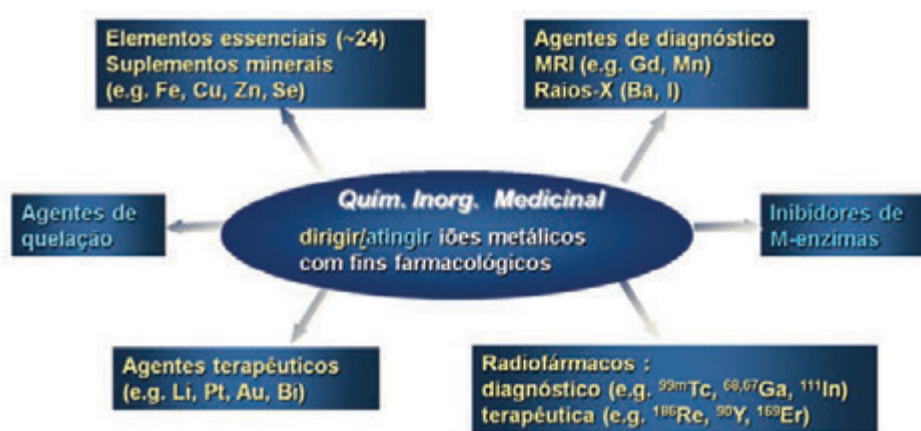 Elementos essenciais (~24)
Suplementos minerais
(e.g. Fe, Cu, Zn, Se)
Agentes de diagnóstico
MRI (e.g. Gd, Mn)
Raios-X (Ba, I)
Quím. Inorg. Medicinal
dirigir/atingir iões metálicos
com fins farmacológicos
Agentes de
quelação
Inibidores de
M-enzimas
Agentes terapêuticos
(e.g. Li, Pt, Au, Bi)
Radiofármacos :
diagnóstico (e.g. ⁹⁹ᵐTc, ⁶⁸,⁶⁷Ga, ¹¹¹In)
terapêutica (e.g. ¹⁸⁶Re, ⁹⁰Y, ¹⁶⁹Er)